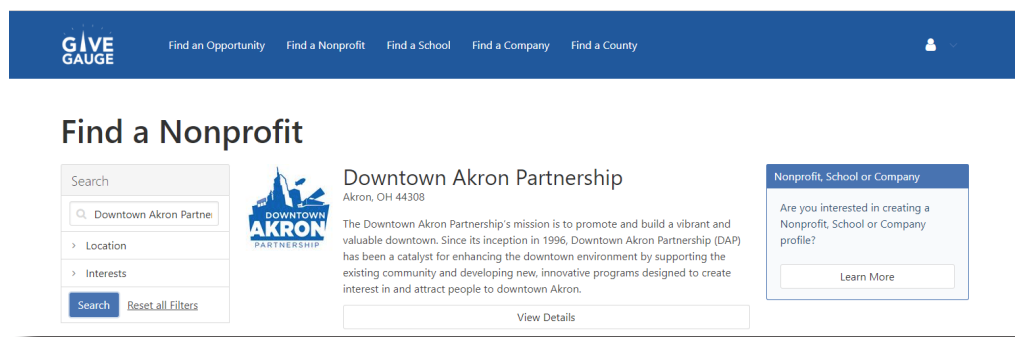 GIVE
GAUGE
Find an Opportunity
Find a Nonprofit
Find a School
Find a Company
Find a County
Find a Nonprofit
Search
Downtown Akron Partne
Location
Interests
Search
Reset all Filters
DOWNTOWN
AKRON
PARTNERSHIP
Downtown Akron Partnership
Akron, OH 44308
The Downtown Akron Partnership's mission is to promote and build a vibrant and
valuable downtown. Since its inception in 1996, Downtown Akron Partnership (DAP)
has been a catalyst for enhancing the downtown environment by supporting the
existing community and developing new, innovative programs designed to create
interest in and attract people to downtown Akron.
View Details
Nonprofit, School or Company
Are you interested in creating a
Nonprofit, School or Company
profile?
Learn More